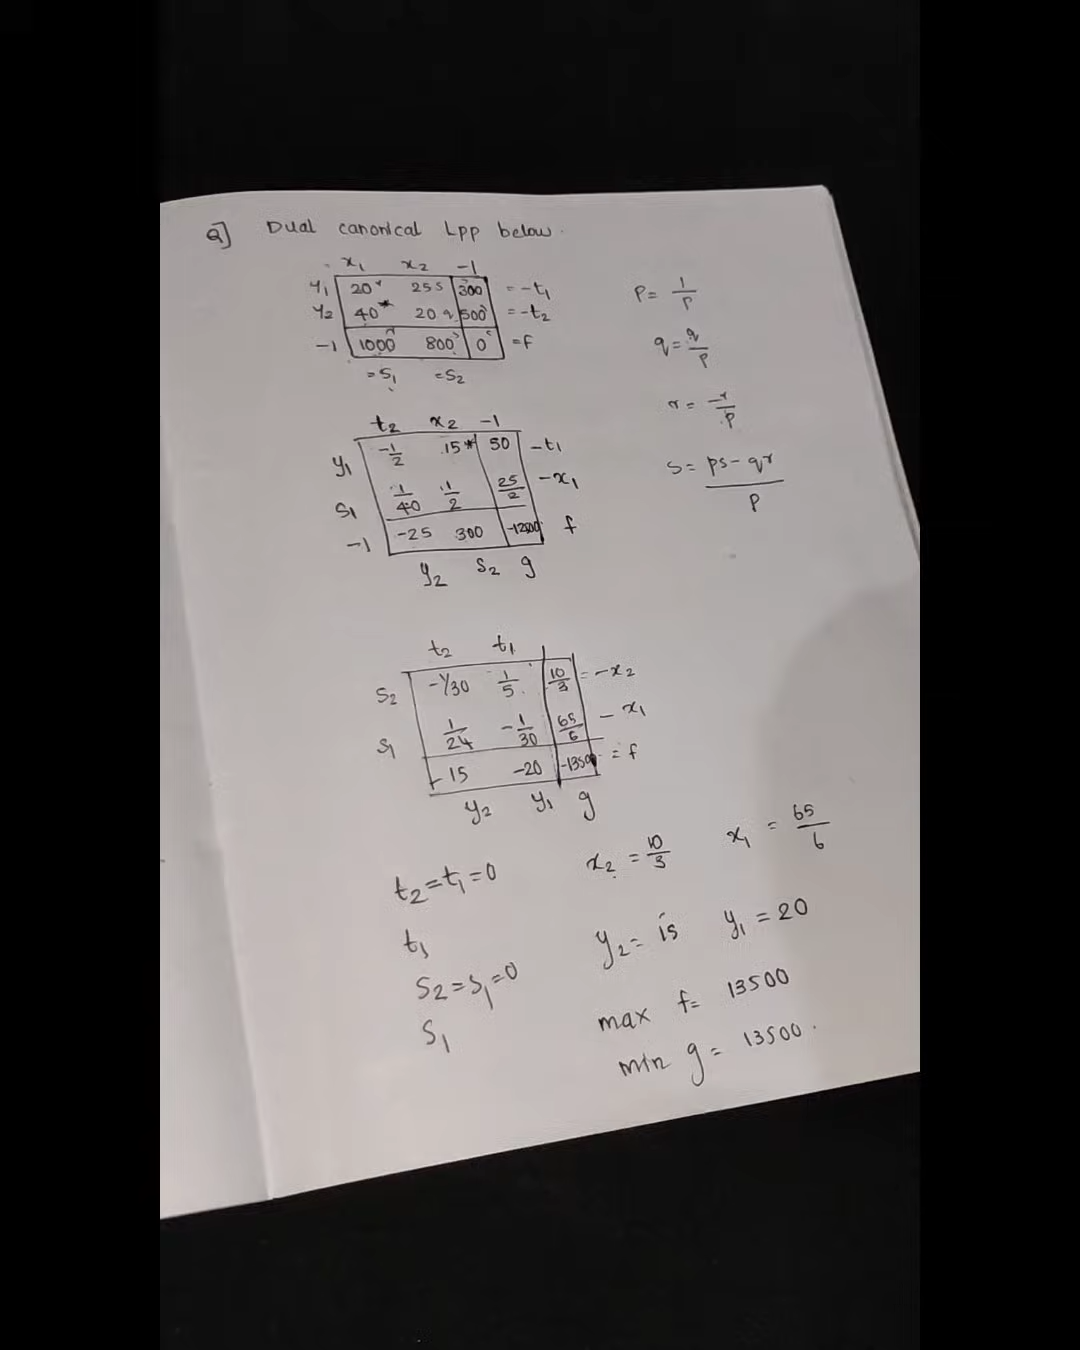 Q] Dual canonical Lpp below.
x₁ x₂ -1
y₁ 20ʳ 25ˢ 300 = -t₁
y₂ 40* 20 q 500 = -t₂
-1 1000 800 0 = f
= S₁ = S₂
P = 1/P
q = q/P
r = -r/P
S = ps - qr / P
t₂ x₂ -1
y₁ -1/2 15* 50 -t₁
S₁ 1/40 1/2 25/2 -x₁
-1 -25 300 f
y₂ S₂ g
t₂ t₁
S₂ -1/30 1/5 10/3 = -x₂
S₁ 1/24 -1/30 65/6 - x₁
-15 -20 -13500 = f
y₂ y₁ g
t₂ = t₁ = 0 x₂ = 10/3 x₁ = 65/6
t₁ y₂ = 15 y₁ = 20
S₂ = S₁ = 0
S₁ max f = 13500
min g = 13500.